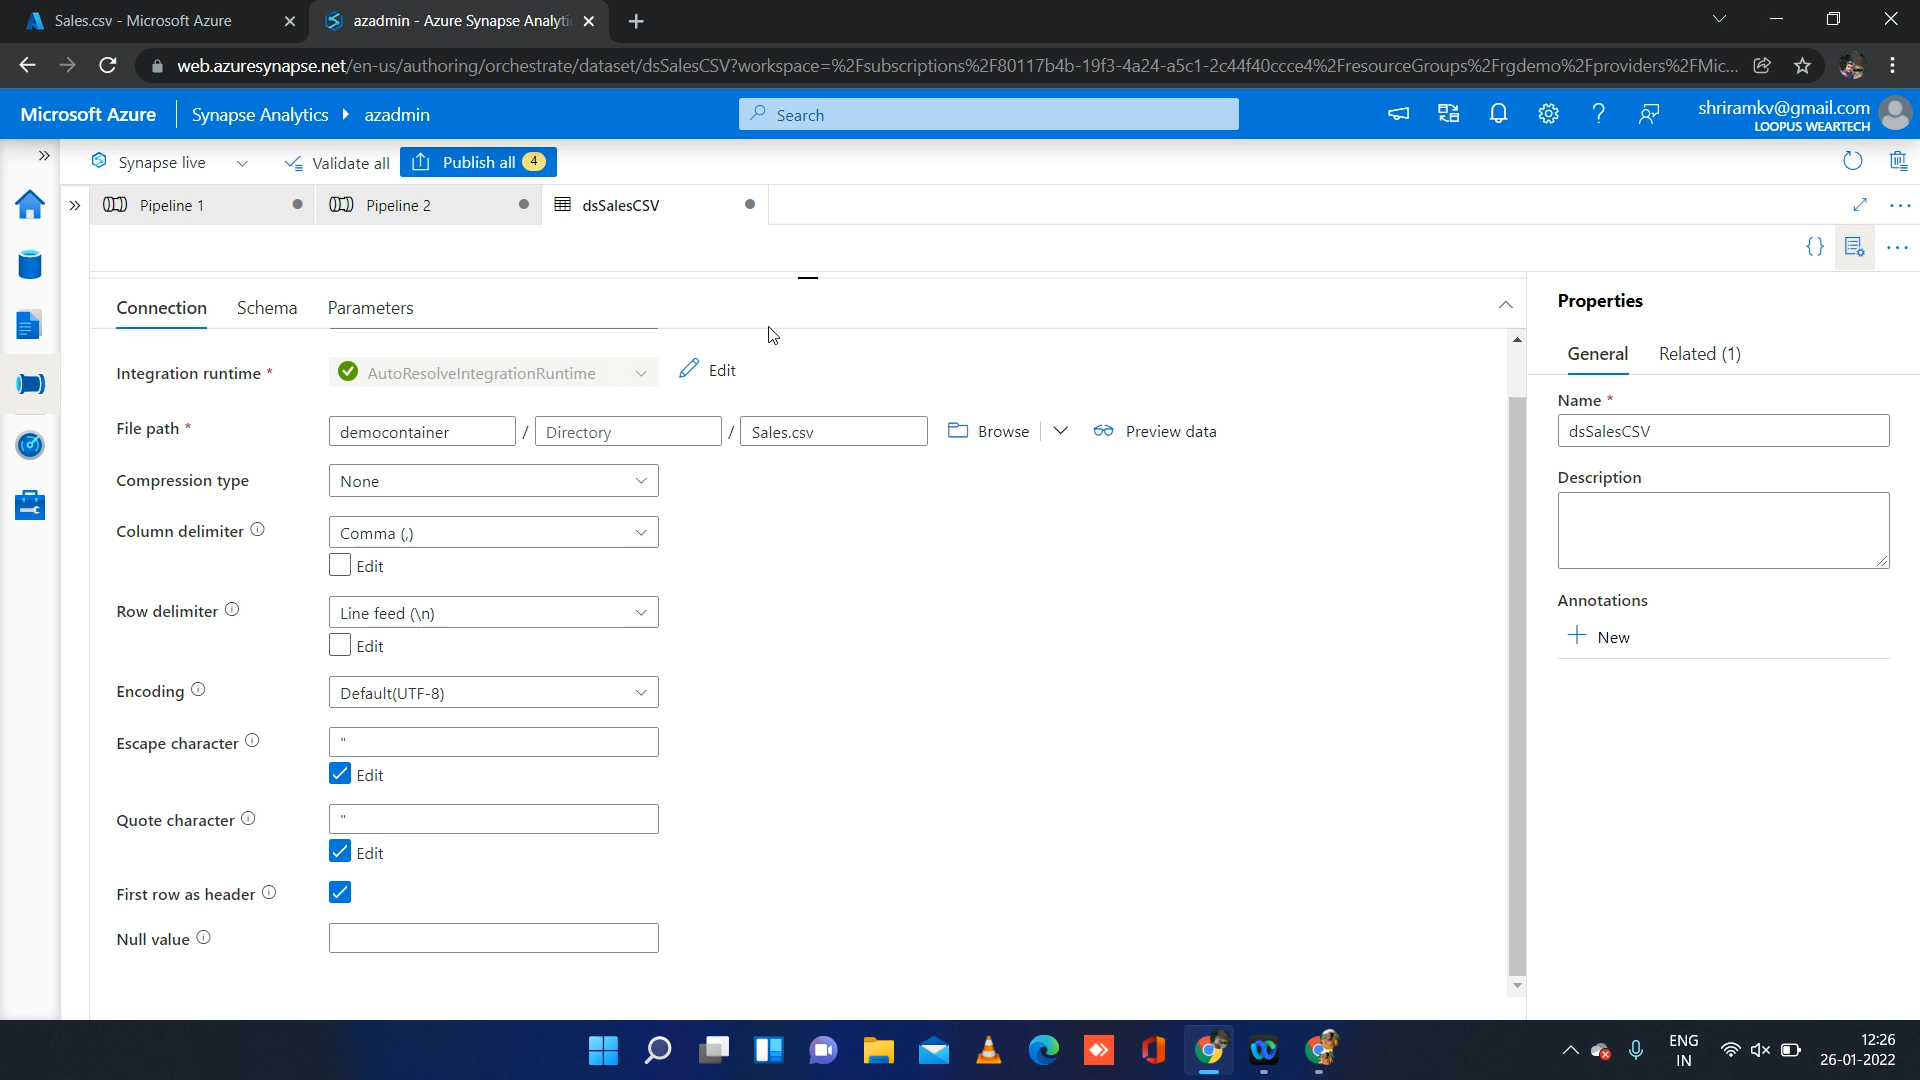 Sales.csv - Microsoft Azure
azadmin - Azure Synapse Analyti
web.azuresynapse.net/en-us/authoring/orchestrate/dataset/dsSalesCSV?workspace=%2Fsubscriptions%2F80117b4b-19f3-4a24-a5c1-2c44f40ccce4%2FresourceGroups%2Frgdemo%2Fproviders%2FMic...
Microsoft Azure
Synapse Analytics
azadmin
Search
shriramkv@gmail.com
LOOPUS WEARTECH
Synapse live
Validate all
Publish all 4
Pipeline 1
Pipeline 2
dsSalesCSV
Connection
Schema
Parameters
Properties
General
Related (1)
Integration runtime *
AutoResolveIntegrationRuntime
Edit
Name *
dsSalesCSV
File path *
democontainer / Directory / Sales.csv
Browse
Preview data
Description
Compression type
None
Column delimiter
Comma (,)
Edit
Annotations
New
Row delimiter
Line feed (\n)
Edit
Encoding
Default(UTF-8)
Escape character
"
Edit
Quote character
"
Edit
First row as header
Null value
ENG
IN
12:26
26-01-2022